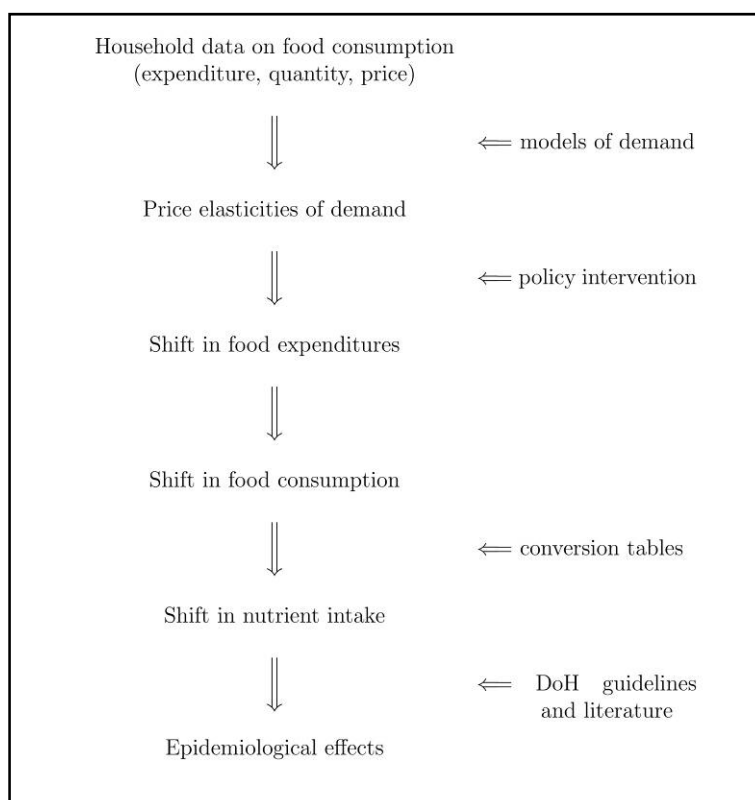 Household data on food consumption
(expenditure, quantity, price)
⇐ models of demand
Price elasticities of demand
⇐ policy intervention
Shift in food expenditures
Shift in food consumption
⇐ conversion tables
Shift in nutrient intake
⇐ DoH guidelines
and literature
Epidemiological effects